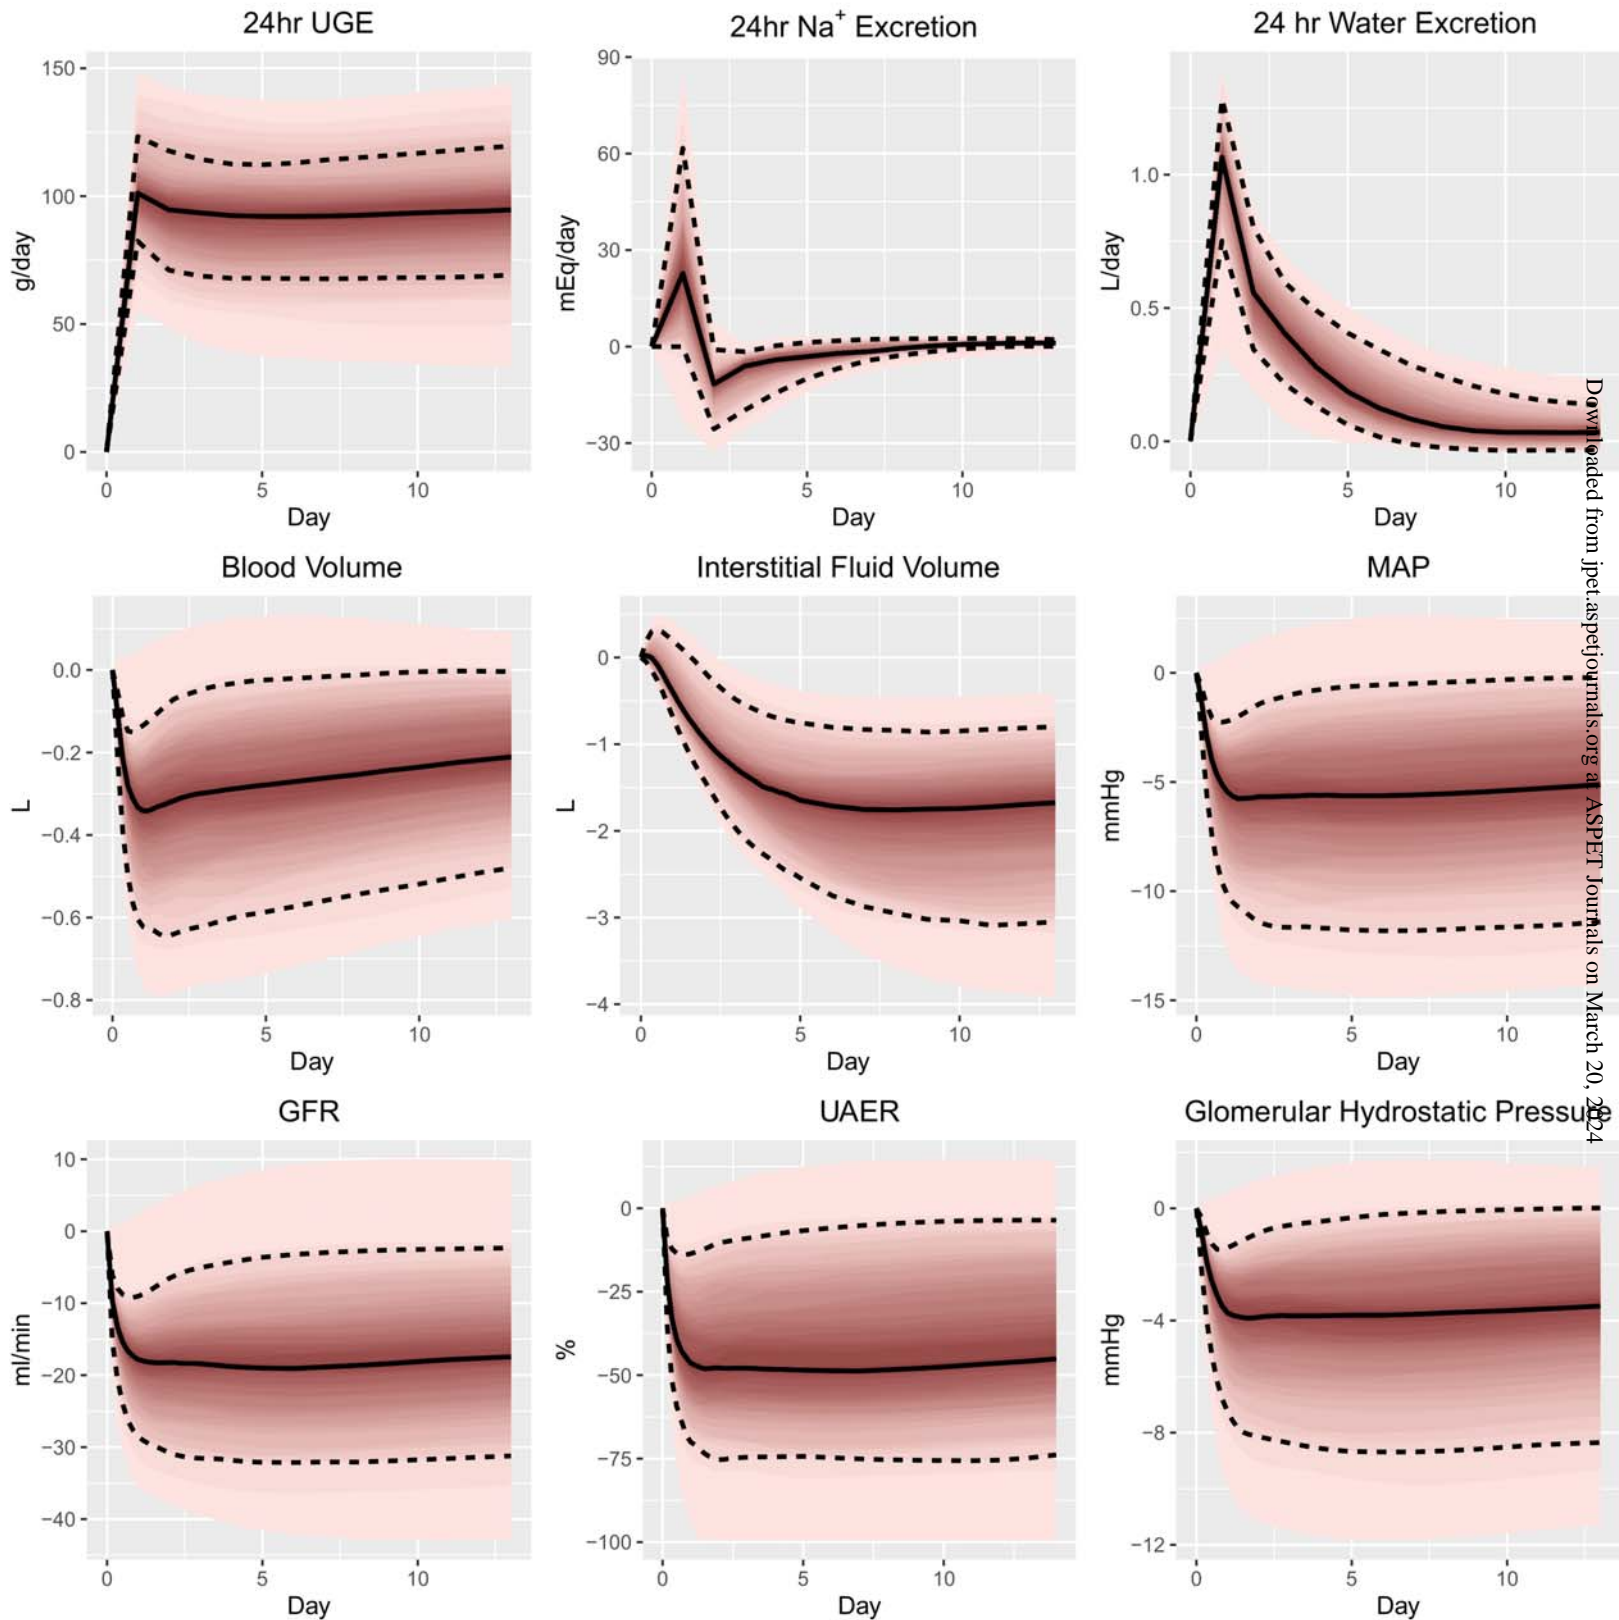 24hr UGE
150
100
50
0
g/day
0 5 10
Day
24hr Na+ Excretion
90
60
30
0
−30
mEq/day
0 5 10
Day
24 hr Water Excretion
1.0
0.5
0.0
L/day
0 5 10
Day
Blood Volume
0.0
−0.2
−0.4
−0.6
−0.8
L
0 5 10
Day
Interstitial Fluid Volume
0
−1
−2
−3
−4
L
0 5 10
Day
MAP
0
−5
−10
−15
mmHg
0 5 10
Day
GFR
10
0
−10
−20
−30
−40
ml/min
0 5 10
Day
UAER
0
−25
−50
−75
−100
%
0 5 10
Day
Glomerular Hydrostatic Pressure
0
−4
−8
−12
mmHg
0 5 10
Day
Downloaded from jpet.aspetjournals.org at ASPET Journals on March 20, 2024